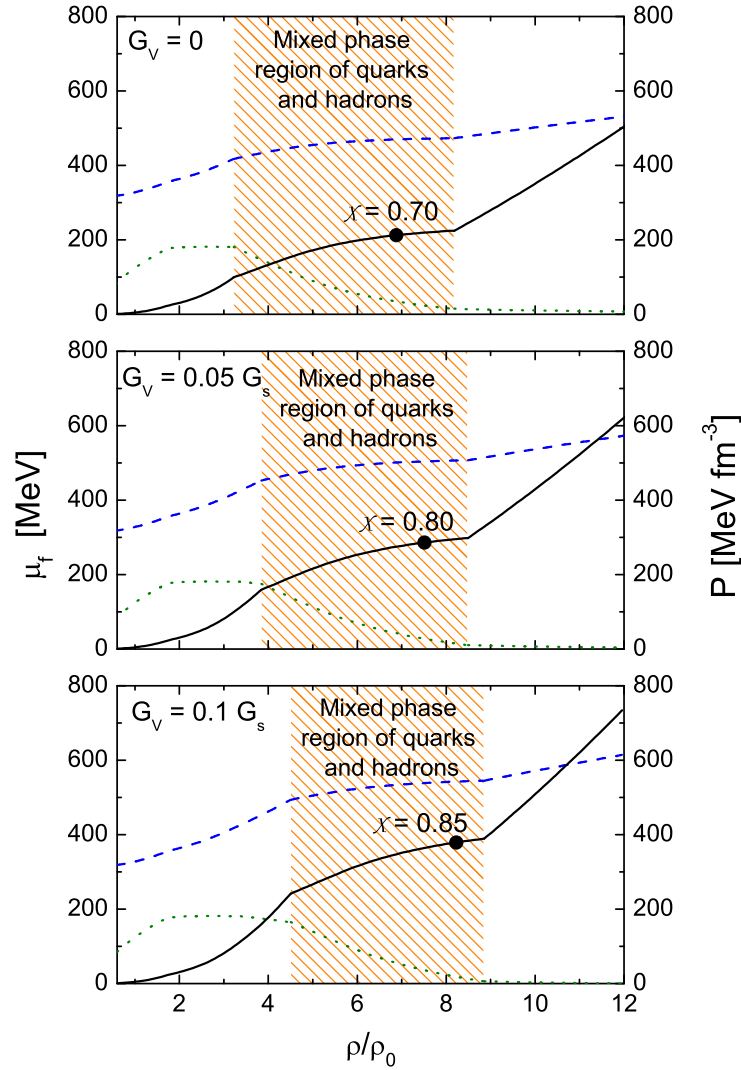 800
600
400
200
0
G_V = 0
Mixed phase
region of quarks
and hadrons
χ = 0.70
800
600
400
200
0
800
600
400
200
0
G_V = 0.05 G_s
Mixed phase
region of quarks
and hadrons
χ = 0.80
800
600
400
200
0
μ_f [MeV]
P [MeV fm^-3]
800
600
400
200
0
G_V = 0.1 G_s
Mixed phase
region of quarks
and hadrons
χ = 0.85
800
600
400
200
0
2 4 6 8 10 12
ρ/ρ_0